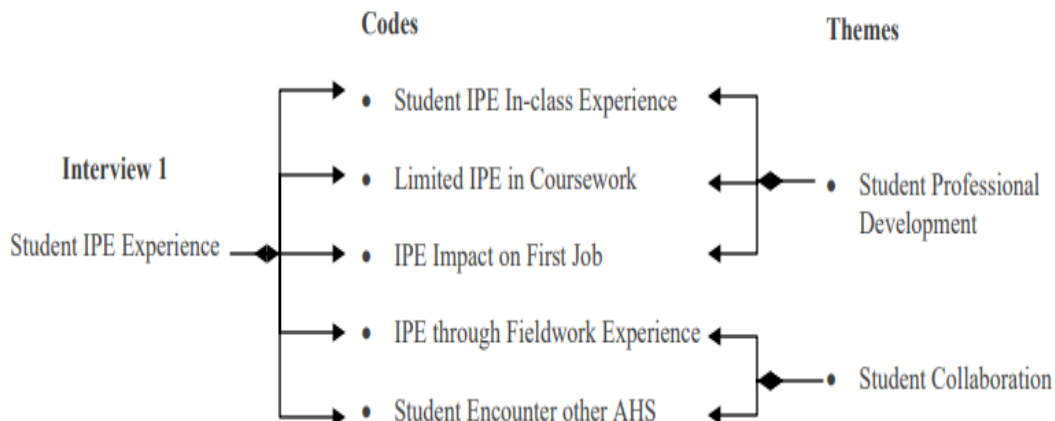 Codes
Themes
• Student IPE In-class Experience
Interview 1
• Limited IPE in Coursework
• Student Professional
Development
Student IPE Experience
• IPE Impact on First Job
• IPE through Fieldwork Experience
• Student Collaboration
• Student Encounter other AHS